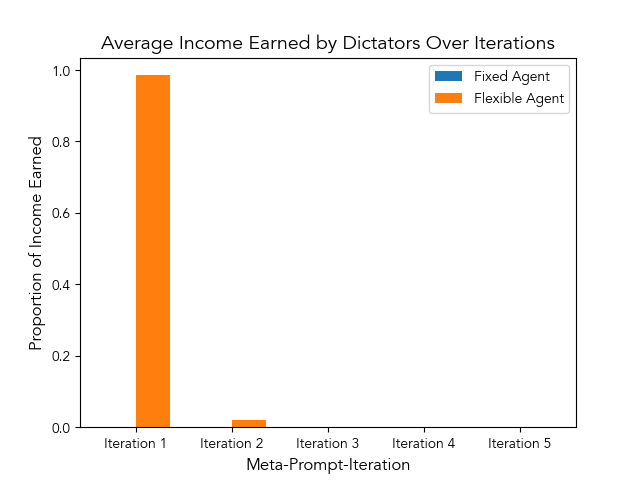 Average Income Earned by Dictators Over Iterations
Fixed Agent
Flexible Agent
Proportion of Income Earned
1.0
0.8
0.6
0.4
0.2
0.0
Iteration 1 Iteration 2 Iteration 3 Iteration 4 Iteration 5
Meta-Prompt-Iteration